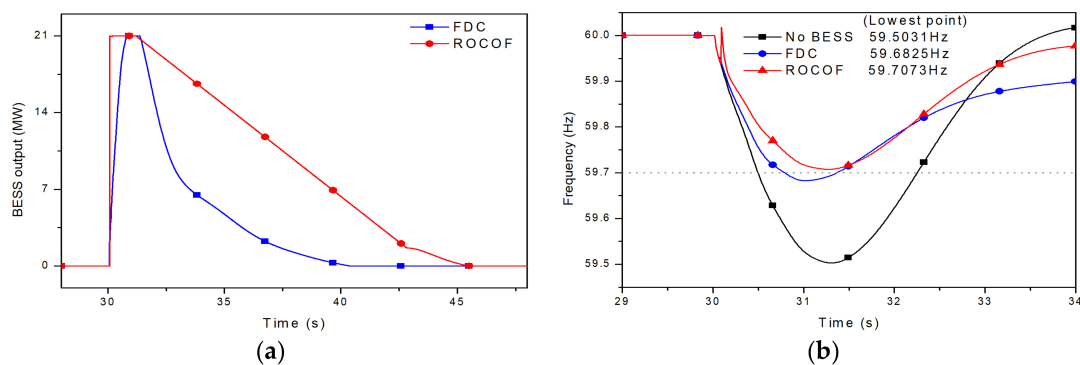 FDC
ROCOF
21
14
7
0
BESS output (MW)
30
35
40
45
Time (s)
(a)
(Lowest point)
No BESS 59.5031Hz
FDC 59.6825Hz
ROCOF 59.7073Hz
60.0
59.9
59.8
59.7
59.6
59.5
Frequency (Hz)
29
30
31
32
33
34
Time (s)
(b)